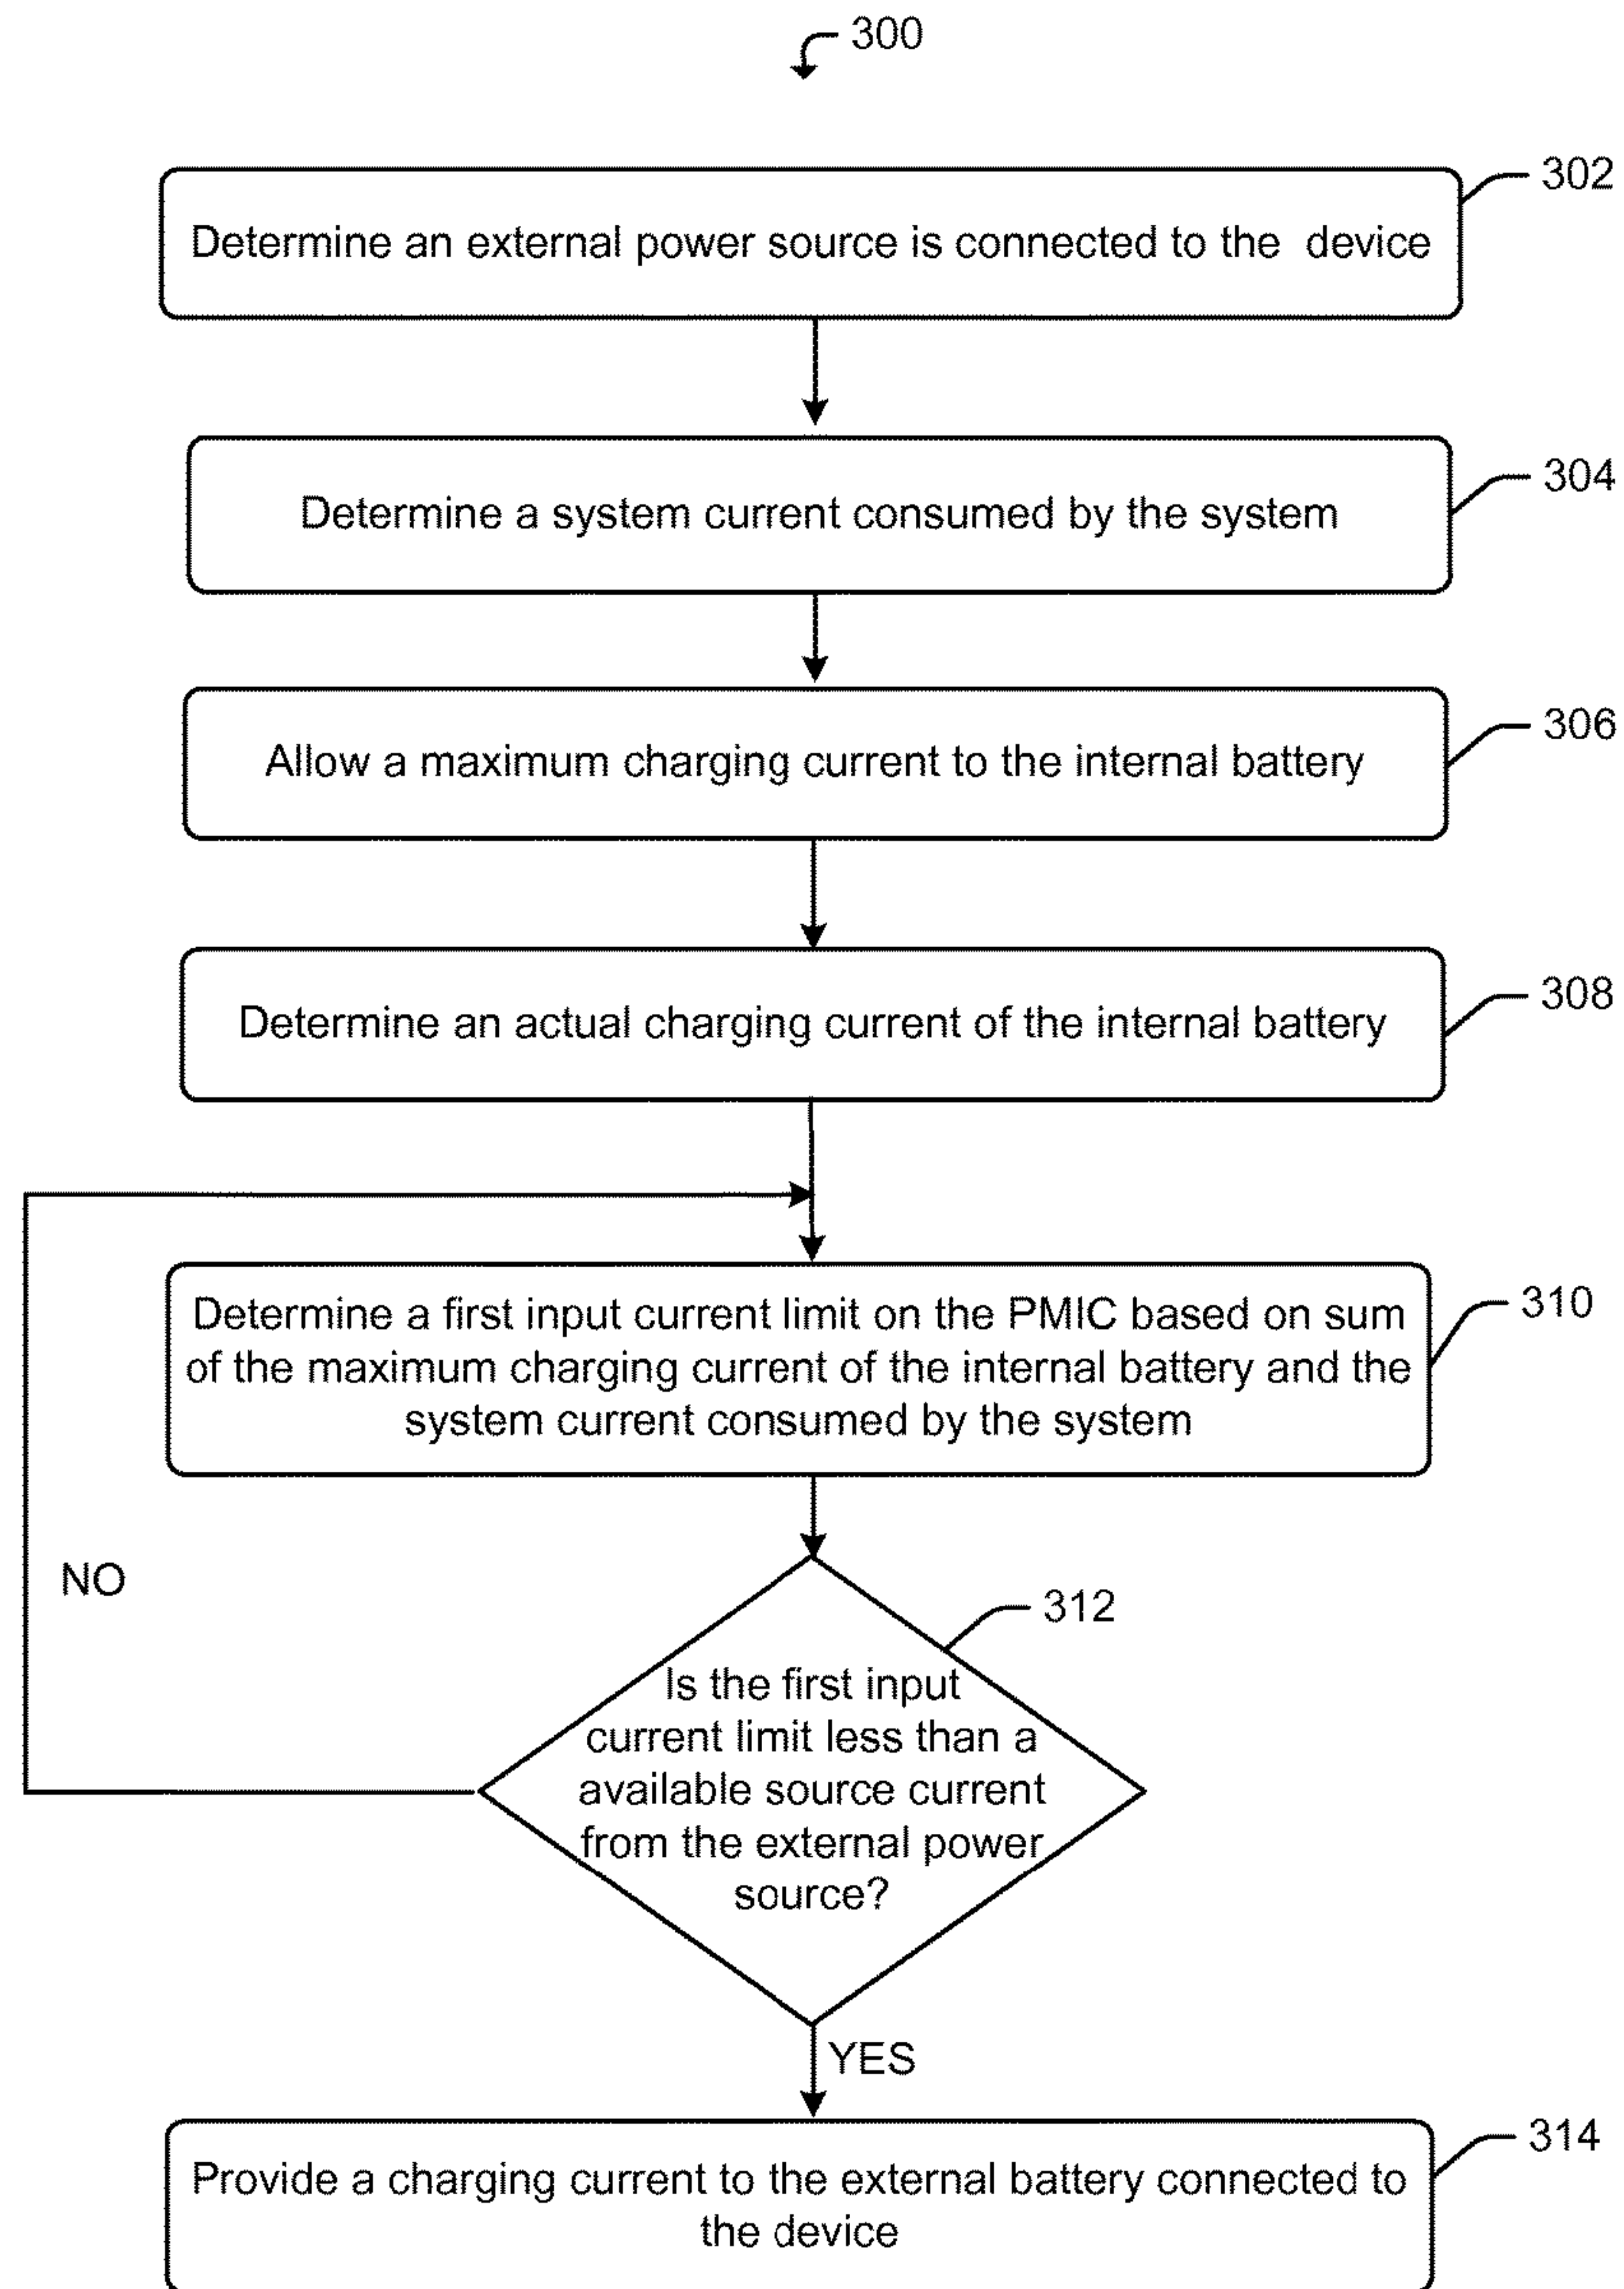 300
302
Determine an external power source is connected to the device
304
Determine a system current consumed by the system
306
Allow a maximum charging current to the internal battery
308
Determine an actual charging current of the internal battery
310
Determine a first input current limit on the PMIC based on sum
of the maximum charging current of the internal battery and the
system current consumed by the system
NO
312
Is the first input
current limit less than a
available source current
from the external power
source?
YES
314
Provide a charging current to the external battery connected to
the device